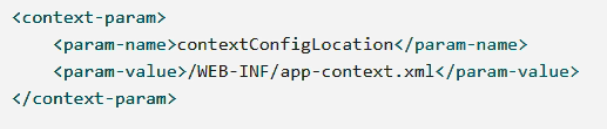 <context-param>
    <param-name>contextConfigLocation</param-name>
    <param-value>/WEB-INF/app-context.xml</param-value>
</context-param>